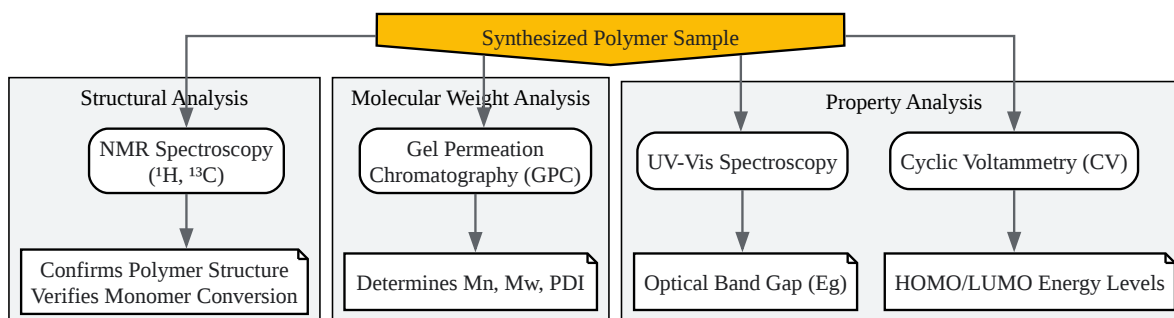 Synthesized Polymer Sample
Structural Analysis
Molecular Weight Analysis
Property Analysis
NMR Spectroscopy
(¹H, ¹³C)
Gel Permeation
Chromatography (GPC)
UV-Vis Spectroscopy
Cyclic Voltammetry (CV)
Confirms Polymer Structure
Verifies Monomer Conversion
Determines Mn, Mw, PDI
Optical Band Gap (Eg)
HOMO/LUMO Energy Levels